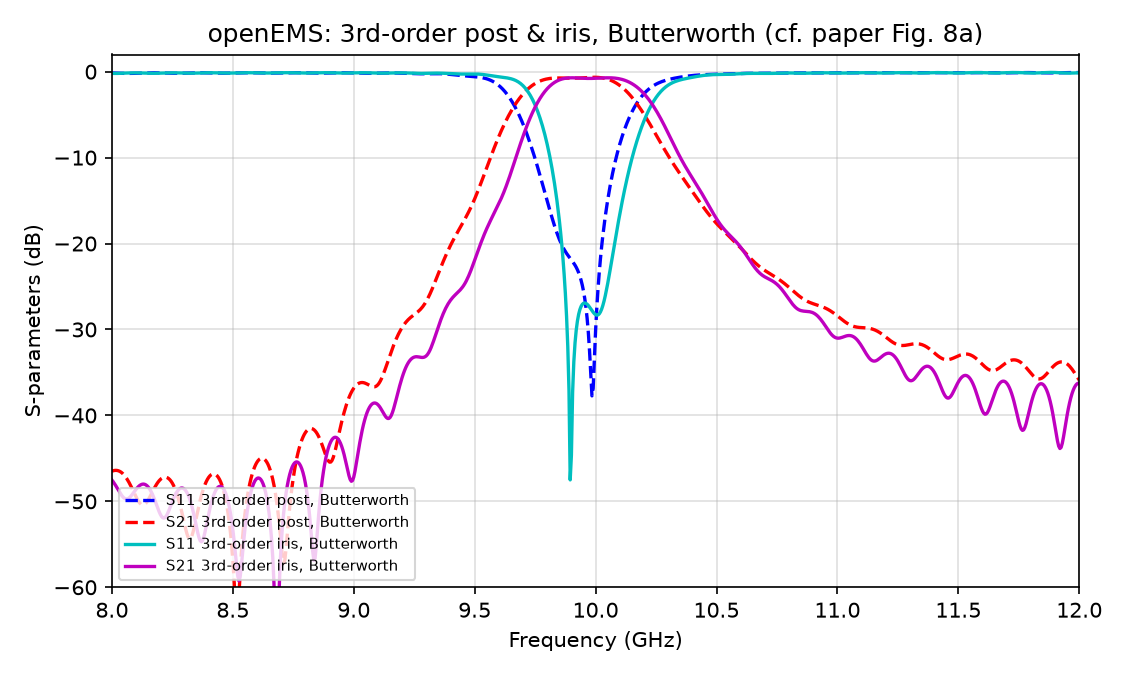 openEMS: 3rd-order post & iris, Butterworth (cf. paper Fig. 8a)
0
−10
−20
−30
−40
−50
−60
S-parameters (dB)
S11 3rd-order post, Butterworth
S21 3rd-order post, Butterworth
S11 3rd-order iris, Butterworth
S21 3rd-order iris, Butterworth
8.0 8.5 9.0 9.5 10.0 10.5 11.0 11.5 12.0
Frequency (GHz)